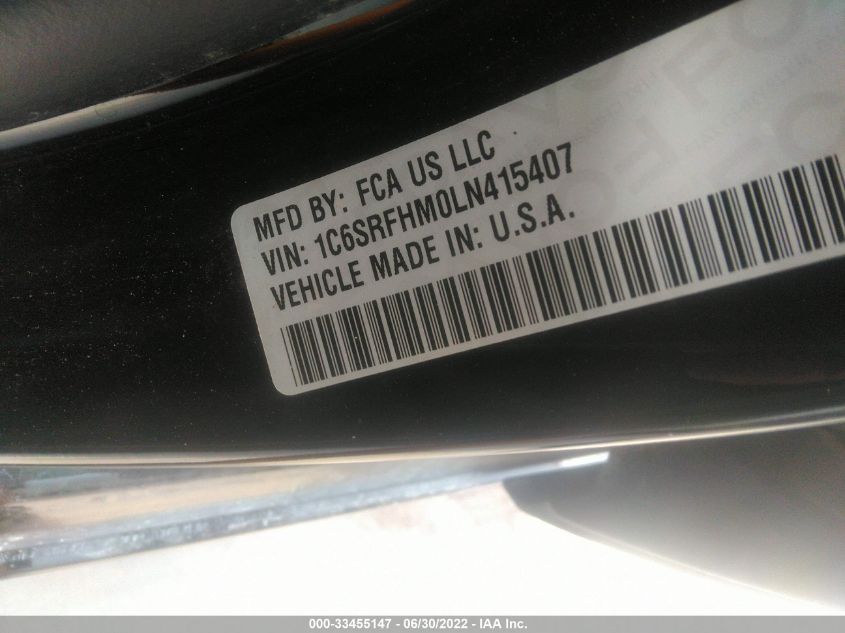 MFD BY: FCA US LLC
VIN: 1C6SRFHM0LN415407
VEHICLE MADE IN: U.S.A.
000-33455147 - 06/30/2022 - IAA Inc.